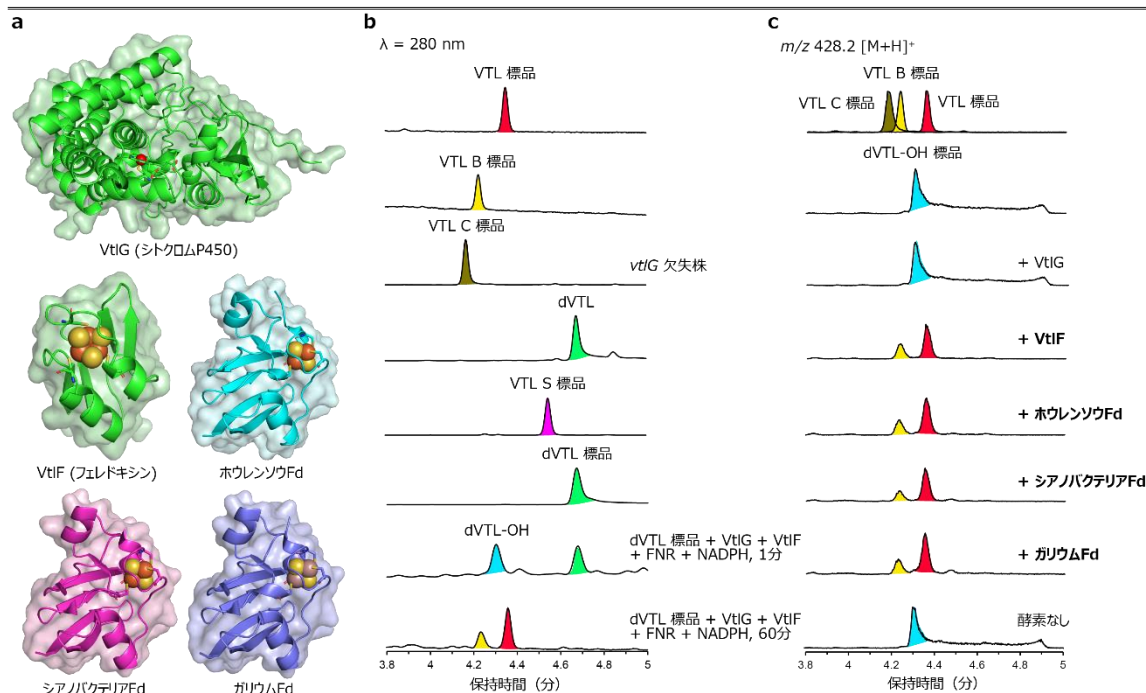 a
VtlG (シトクロムP450)
VtlF (フェレドキシン)
ホウレンソウFd
シアノバクテリアFd
ガリウムFd
b
λ = 280 nm
VTL 標品
VTL B 標品
VTL C 標品
vtlG 欠失株
dVTL
VTL S 標品
dVTL 標品
dVTL-OH
dVTL 標品 + VtlG + VtlF
+ FNR + NADPH, 1分
dVTL 標品 + VtlG + VtlF
+ FNR + NADPH, 60分
3.8 4 4.2 4.4 4.6 4.8 5
保持時間（分）
c
m/z 428.2 [M+H]⁺
VTL B 標品
VTL C 標品
VTL 標品
dVTL-OH 標品
+ VtlG
+ VtlF
+ ホウレンソウFd
+ シアノバクテリアFd
+ ガリウムFd
酵素なし
3.8 4 4.2 4.4 4.6 4.8 5
保持時間（分）